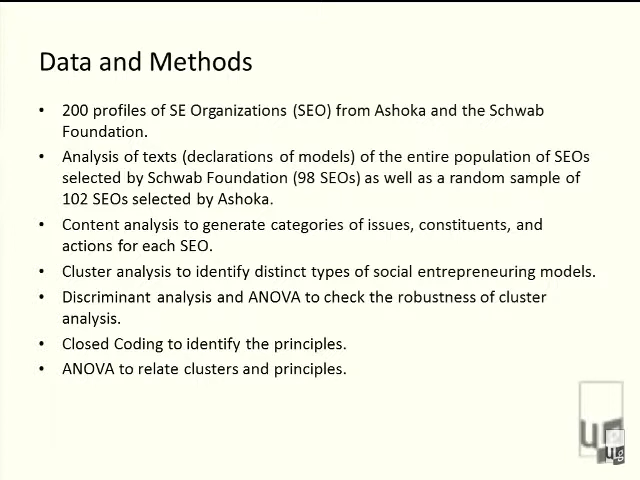 Data and Methods
• 200 profiles of SE Organizations (SEO) from Ashoka and the Schwab
Foundation.
• Analysis of texts (declarations of models) of the entire population of SEOs
selected by Schwab Foundation (98 SEOs) as well as a random sample of
102 SEOs selected by Ashoka.
• Content analysis to generate categories of issues, constituents, and
actions for each SEO.
• Cluster analysis to identify distinct types of social entrepreneuring models.
• Discriminant analysis and ANOVA to check the robustness of cluster
analysis.
• Closed Coding to identify the principles.
• ANOVA to relate clusters and principles.